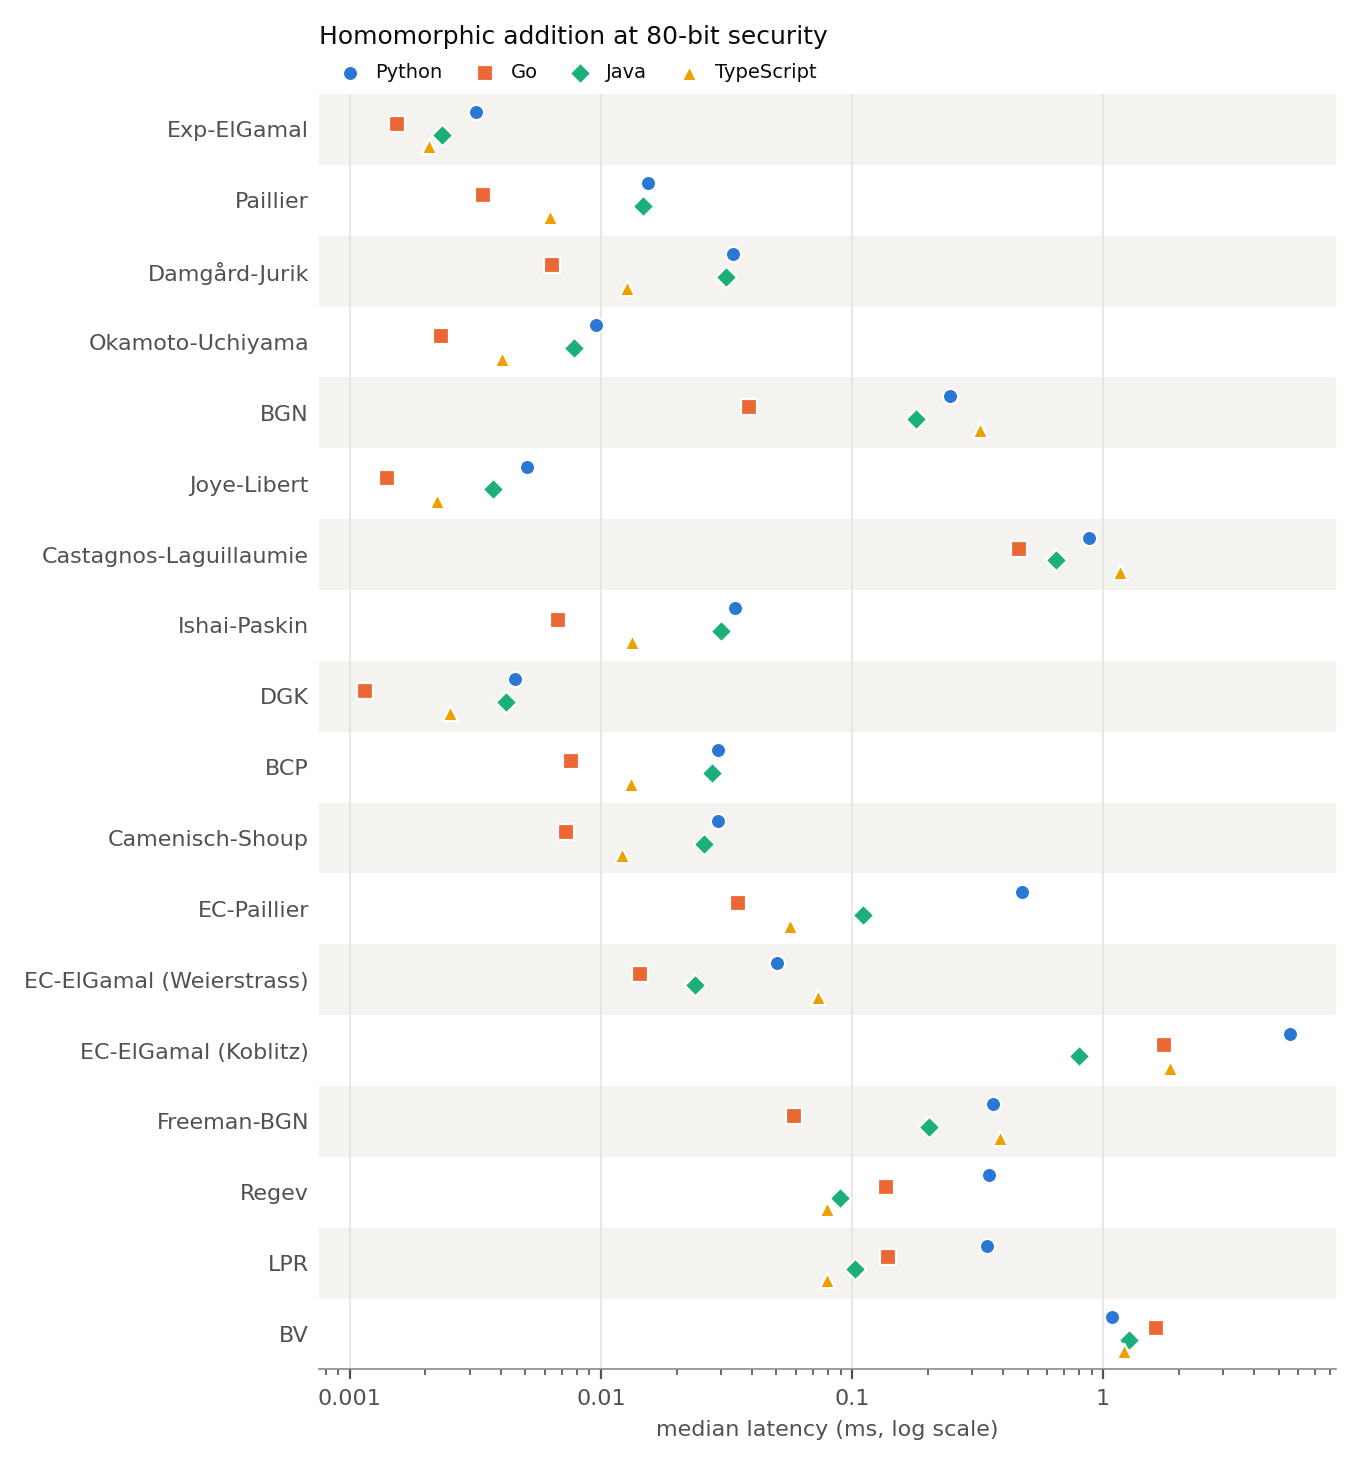 Homomorphic addition at 80-bit security
Python Go Java TypeScript
Exp-ElGamal
Paillier
Damgård-Jurik
Okamoto-Uchiyama
BGN
Joye-Libert
Castagnos-Laguillaumie
Ishai-Paskin
DGK
BCP
Camenisch-Shoup
EC-Paillier
EC-ElGamal (Weierstrass)
EC-ElGamal (Koblitz)
Freeman-BGN
Regev
LPR
BV
0.001 0.01 0.1 1
median latency (ms, log scale)